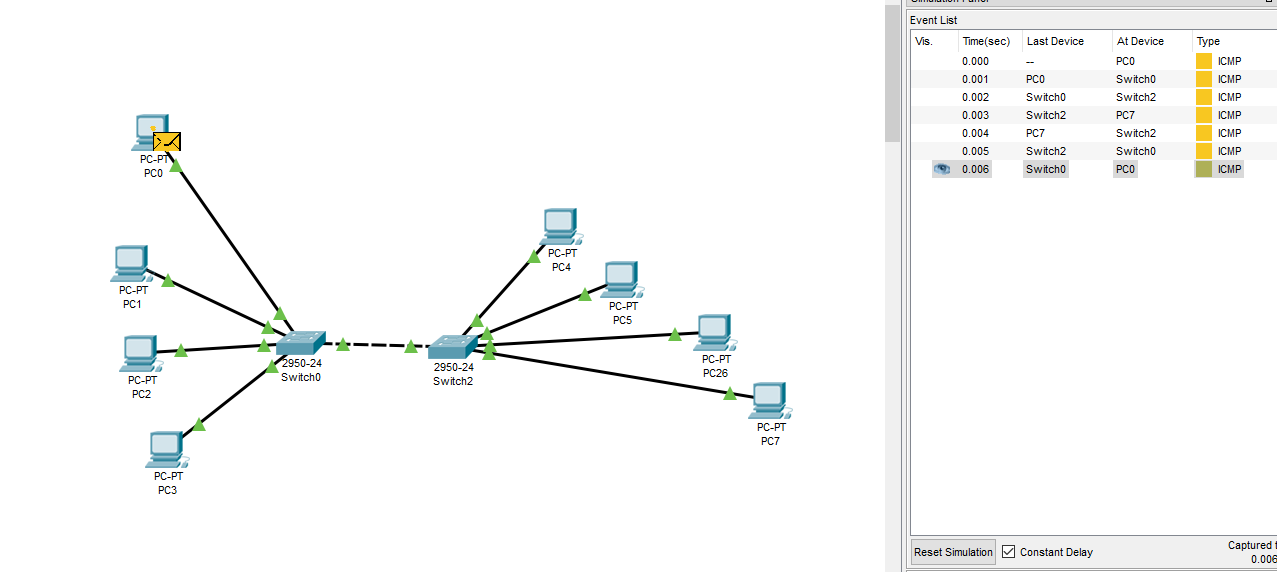 Simulation Panel
Event List
Vis. Time(sec) Last Device At Device Type
0.000 -- PC0 ICMP
0.001 PC0 Switch0 ICMP
0.002 Switch0 Switch2 ICMP
0.003 Switch2 PC7 ICMP
0.004 PC7 Switch2 ICMP
0.005 Switch2 Switch0 ICMP
0.006 Switch0 PC0 ICMP
PC-PT
PC0
PC-PT
PC1
PC-PT
PC2
PC-PT
PC3
2950-24
Switch0
2950-24
Switch2
PC-PT
PC4
PC-PT
PC5
PC-PT
PC26
PC-PT
PC7
Reset Simulation
Constant Delay
Captured
0.006